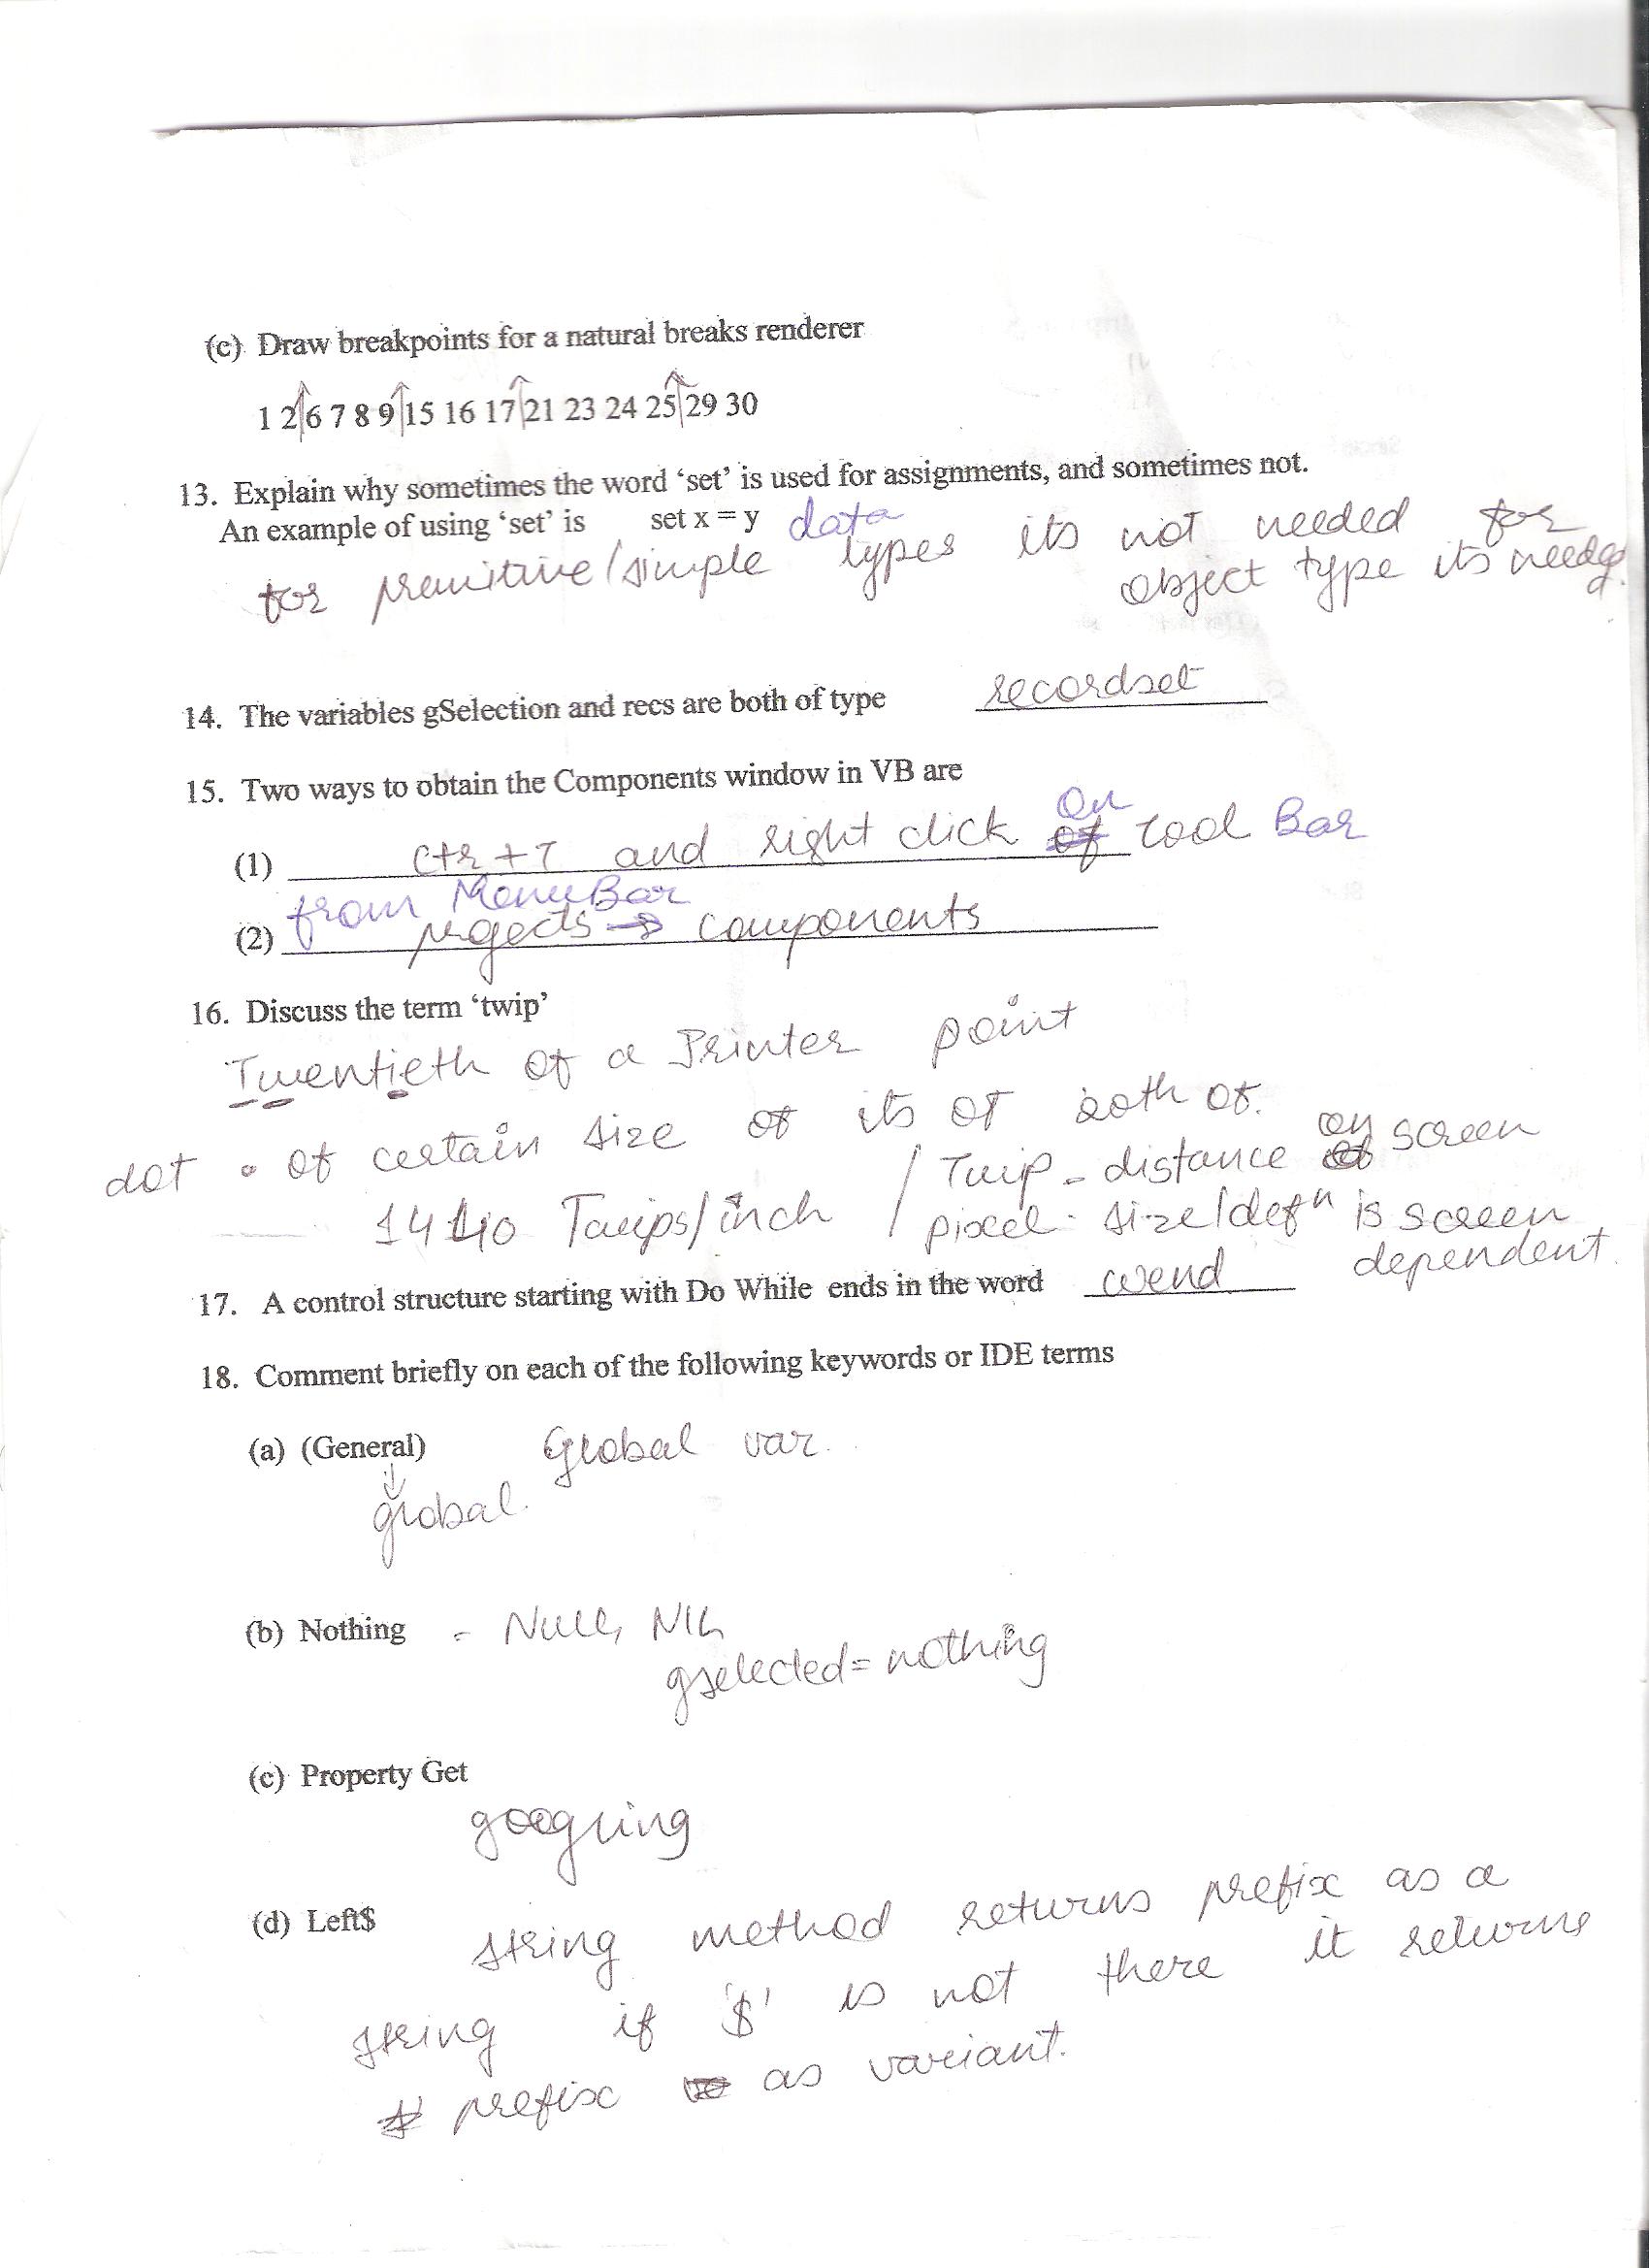 (c) Draw breakpoints for a natural breaks renderer
1 2 6 7 8 9 15 16 17 21 23 24 25 29 30
13. Explain why sometimes the word ‘set’ is used for assignments, and sometimes not.
An example of using ‘set’ is set x = y data
for primitive/simple types its not needed for
object type its needed.
14. The variables gSelection and recs are both of type recordset
15. Two ways to obtain the Components window in VB are
On
(1) Ctr + T and right click of tool Bar
from MenuBar
(2) projects → components
16. Discuss the term ‘twip’
Twentieth of a Printer point
dot • of certain size of its of 20th of.
1440 Twips/inch / Twip - distance on screen
pixel - size/defn is screen
dependent.
17. A control structure starting with Do While ends in the word wend
18. Comment briefly on each of the following keywords or IDE terms
(a) (General) Global var.
↓
global.
(b) Nothing - Null, NIL
gselected = nothing
(c) Property Get
(d) Left$ string method returns prefix as a
string if '$' is not there it returns
prefix as variant.